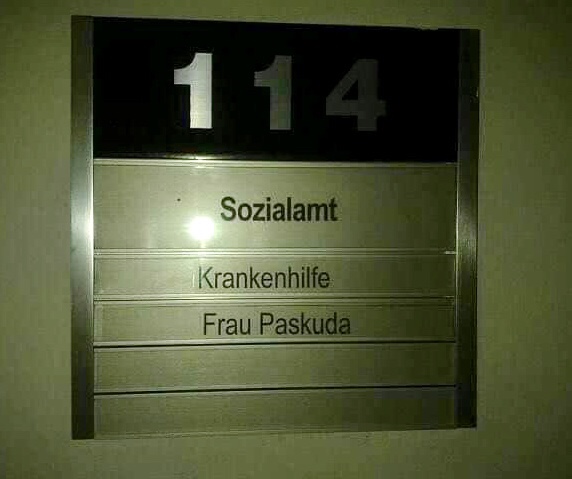 114
Sozialamt
Krankenhilfe
Frau Paskuda